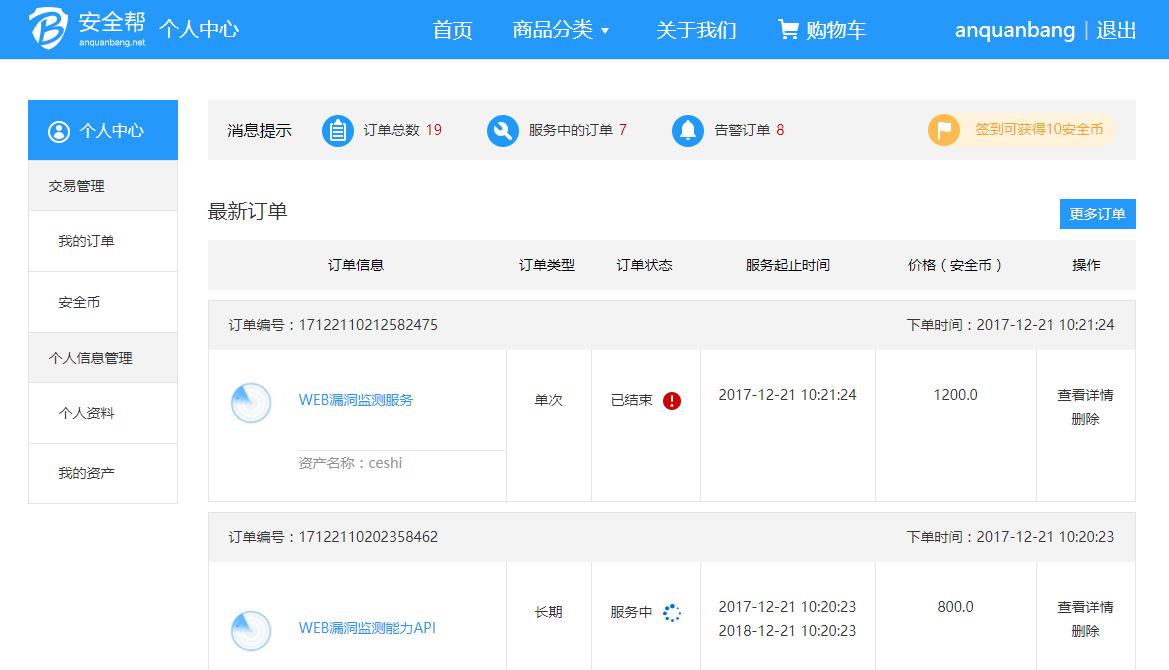 安全帮
anquanbang.net
个人中心 首页 商品分类 关于我们 购物车 anquanbang | 退出
个人中心
交易管理
我的订单
安全币
个人信息管理
个人资料
我的资产
消息提示 订单总数 19 服务中的订单 7 告警订单 8 签到可获得10安全币
最新订单 更多订单
订单信息 订单类型 订单状态 服务起止时间 价格（安全币） 操作
订单编号：17122110212582475 下单时间：2017-12-21 10:21:24
WEB漏洞监测服务 单次 已结束 2017-12-21 10:21:24 1200.0 查看详情
删除
资产名称：ceshi
订单编号：17122110202358462 下单时间：2017-12-21 10:20:23
WEB漏洞监测能力API 长期 服务中 2017-12-21 10:20:23 800.0 查看详情
2018-12-21 10:20:23 删除